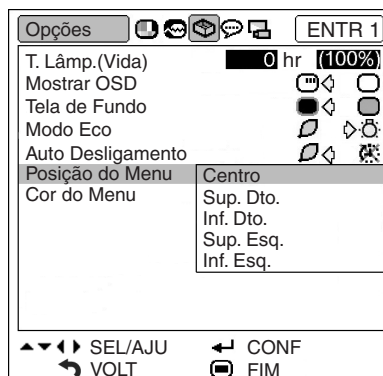 Opções ENTR 1
T. Lâmp.(Vida) 0 hr (100%)
Mostrar OSD
Tela de Fundo
Modo Eco
Auto Desligamento
Posição do Menu Centro
Cor do Menu Sup. Dto.
Inf. Dto.
Sup. Esq.
Inf. Esq.
SEL/AJU CONF
VOLT FIM